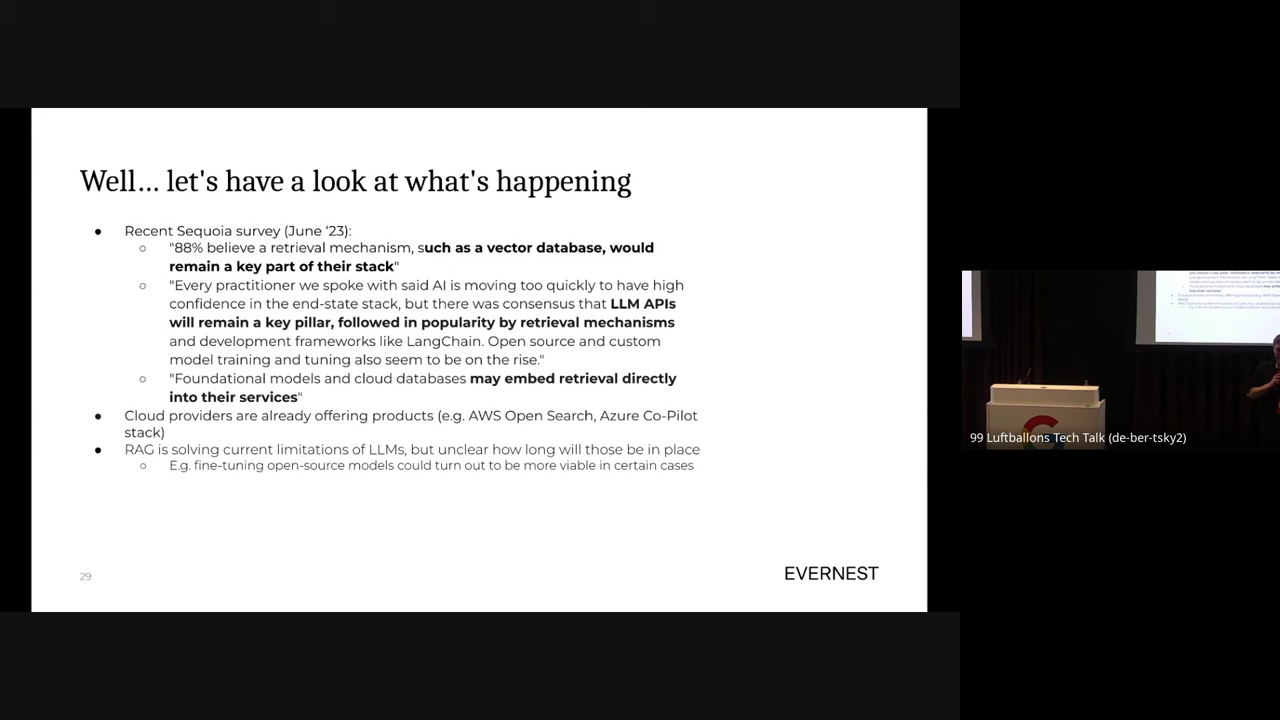 Well... let's have a look at what's happening
● Recent Sequoia survey (June ‘23):
○ "88% believe a retrieval mechanism, such as a vector database, would
remain a key part of their stack"
○ "Every practitioner we spoke with said AI is moving too quickly to have high
confidence in the end-state stack, but there was consensus that LLM APIs
will remain a key pillar, followed in popularity by retrieval mechanisms
and development frameworks like LangChain. Open source and custom
model training and tuning also seem to be on the rise."
○ "Foundational models and cloud databases may embed retrieval directly
into their services"
● Cloud providers are already offering products (e.g. AWS Open Search, Azure Co-Pilot
stack)
● RAG is solving current limitations of LLMs, but unclear how long will those be in place
○ E.g. fine-tuning open-source models could turn out to be more viable in certain cases
29
EVERNEST
99 Luftballons Tech Talk (de-ber-tsky2)